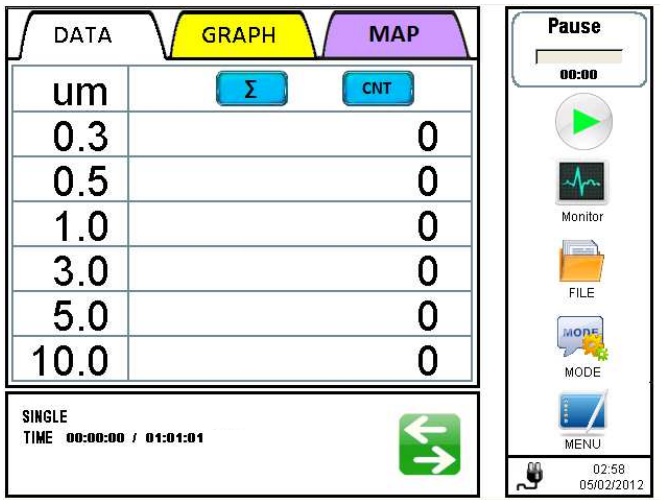 DATA GRAPH MAP
um Σ CNT
0.3 0
0.5 0
1.0 0
3.0 0
5.0 0
10.0 0
SINGLE
TIME 00:00:00 / 01:01:01
Pause
00:00
Monitor
FILE
MODE
MODE
MENU
02:58
05/02/2012